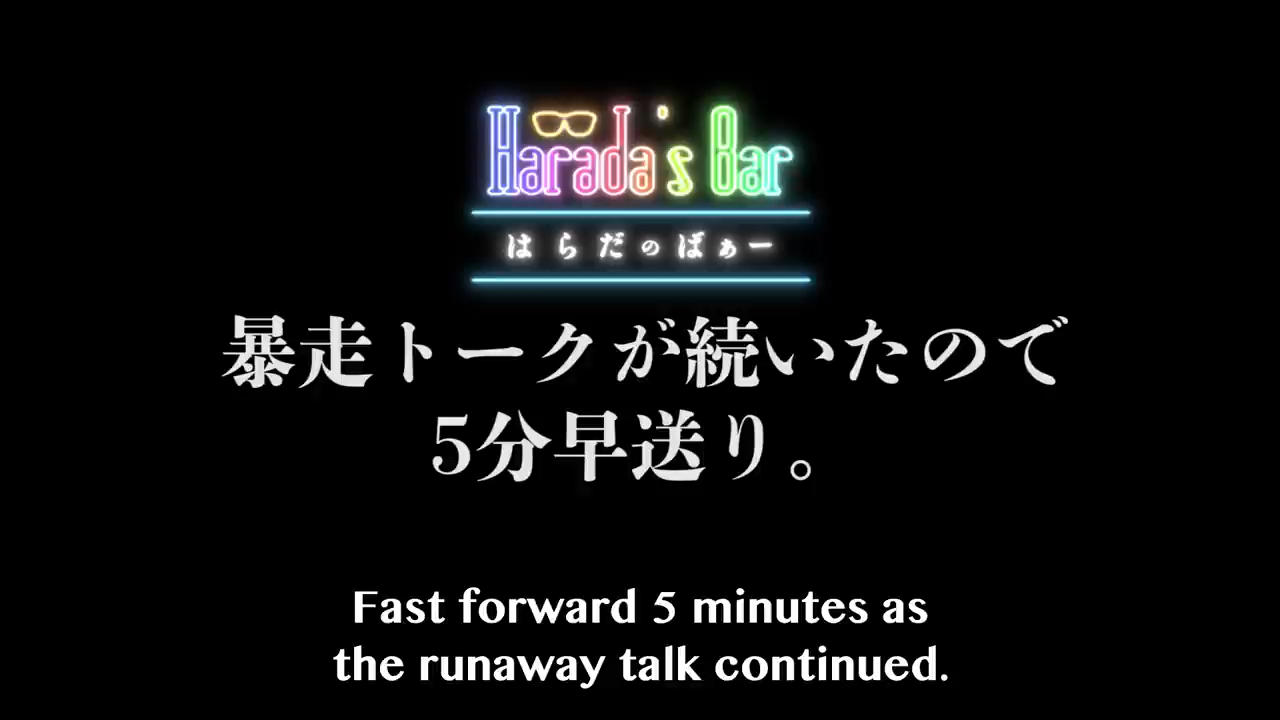 Harada's Bar
はらだのばぁー
暴走トークが続いたので
5分早送り。
Fast forward 5 minutes as
the runaway talk continued.